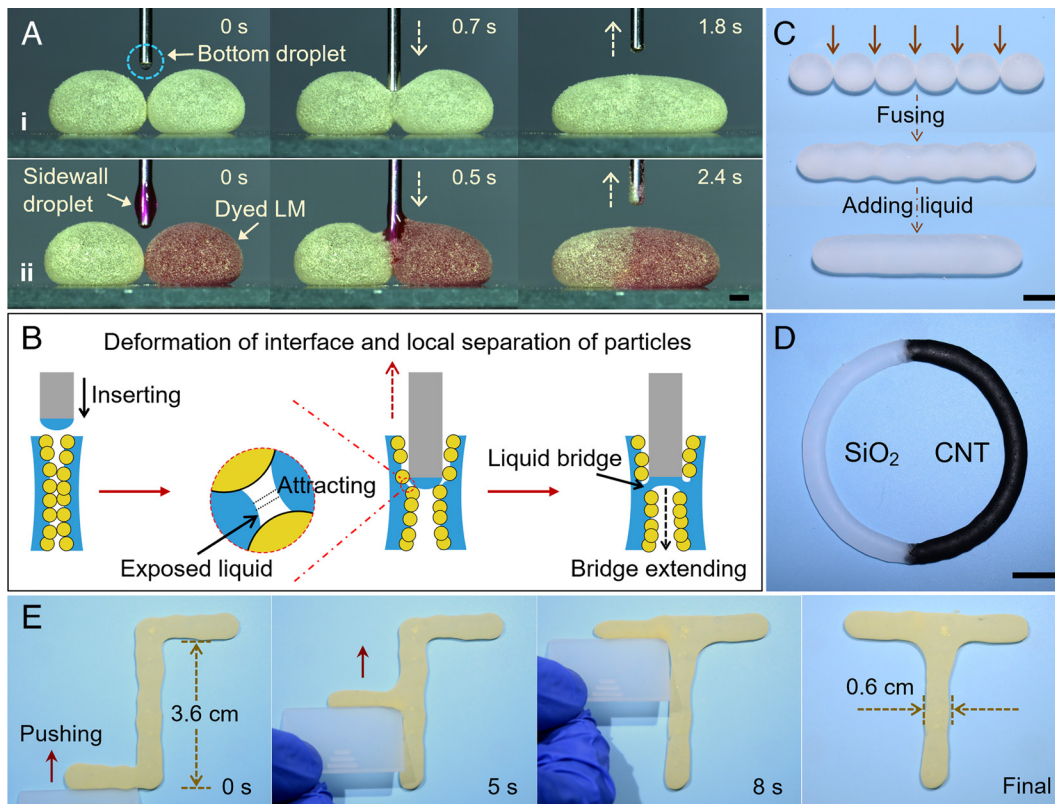 A
0 s
Bottom droplet
0.7 s
1.8 s
i
Sidewall
droplet
0 s
Dyed LM
0.5 s
2.4 s
ii
B
Deformation of interface and local separation of particles
Inserting
Attracting
Exposed liquid
Liquid bridge
Bridge extending
C
Fusing
Adding liquid
D
SiO₂
CNT
E
Pushing
3.6 cm
0 s
5 s
8 s
0.6 cm
Final